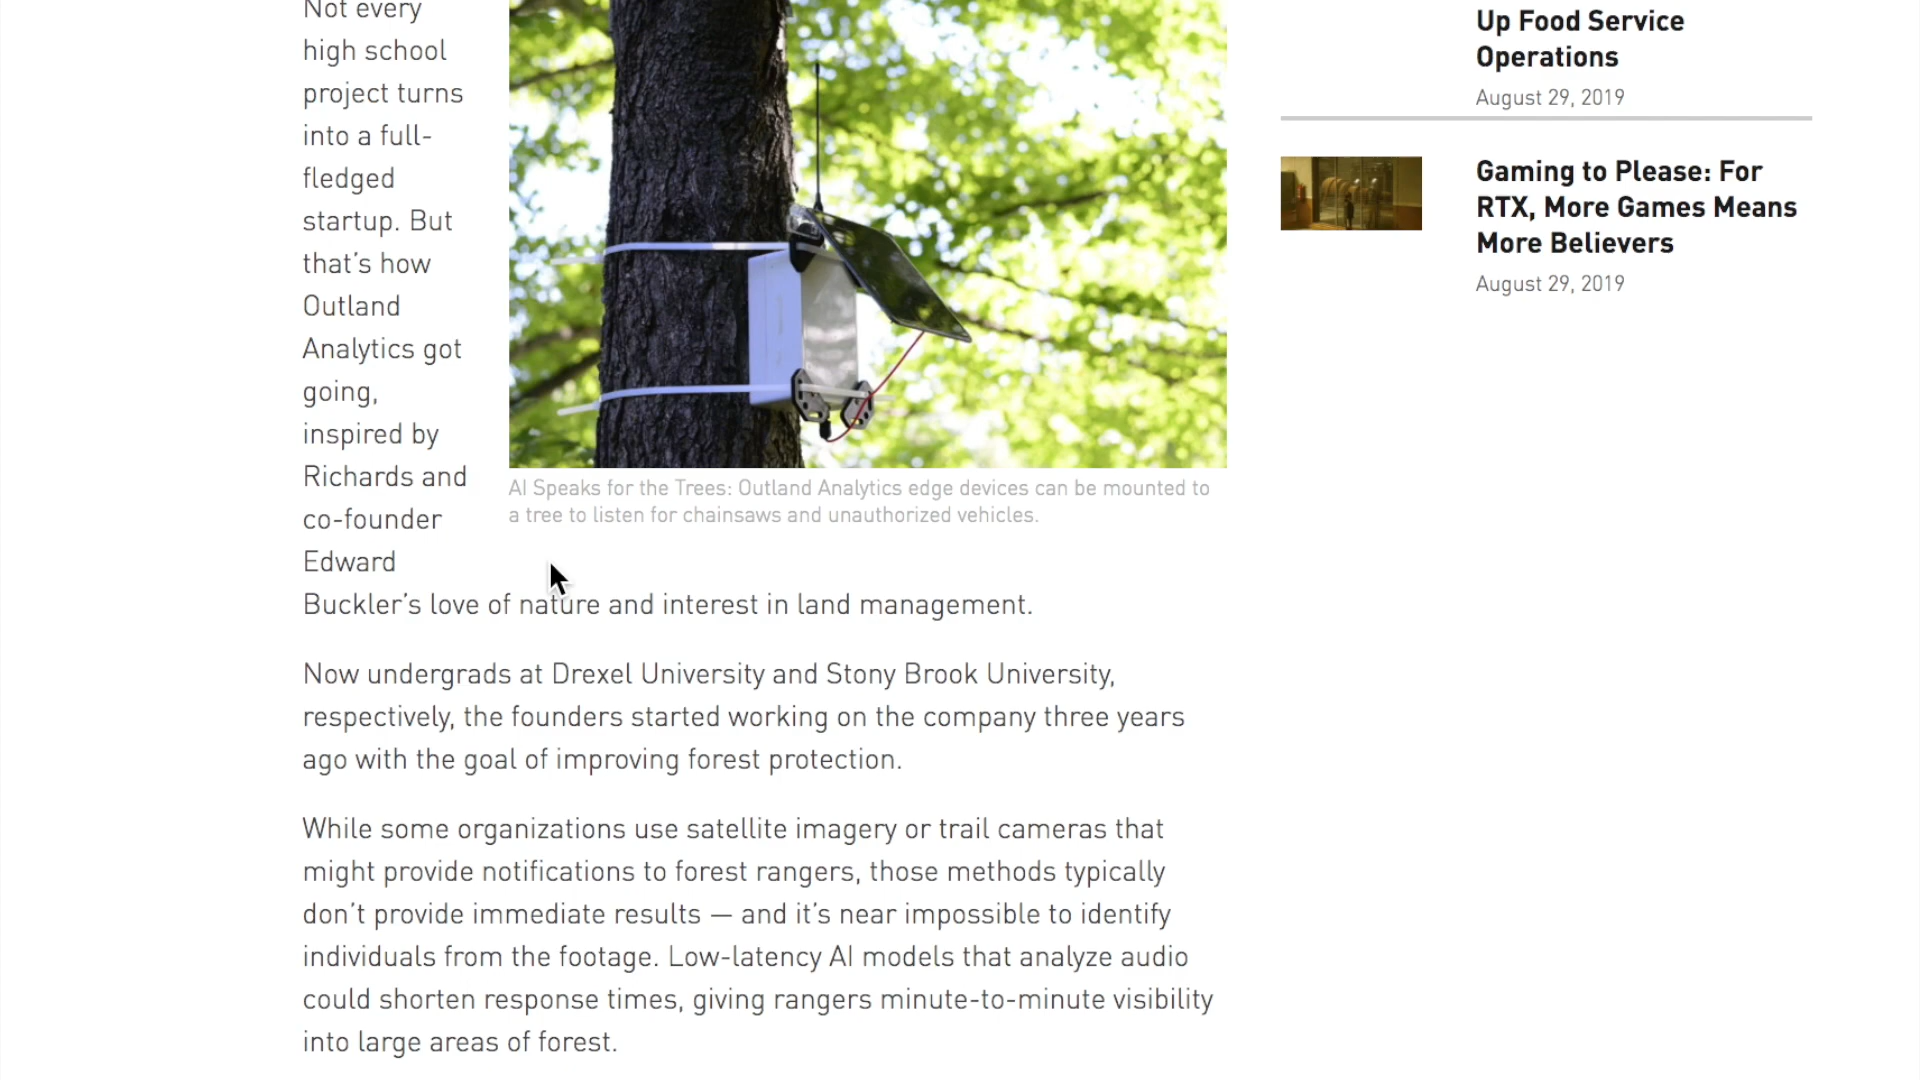 Not every
high school
project turns
into a full-
fledged
startup. But
that’s how
Outland
Analytics got
going,
inspired by
Richards and
co-founder
Edward
Buckler’s love of nature and interest in land management.
AI Speaks for the Trees: Outland Analytics edge devices can be mounted to
a tree to listen for chainsaws and unauthorized vehicles.
Now undergrads at Drexel University and Stony Brook University,
respectively, the founders started working on the company three years
ago with the goal of improving forest protection.
While some organizations use satellite imagery or trail cameras that
might provide notifications to forest rangers, those methods typically
don’t provide immediate results — and it’s near impossible to identify
individuals from the footage. Low-latency AI models that analyze audio
could shorten response times, giving rangers minute-to-minute visibility
into large areas of forest.
Up Food Service
Operations
August 29, 2019
Gaming to Please: For
RTX, More Games Means
More Believers
August 29, 2019